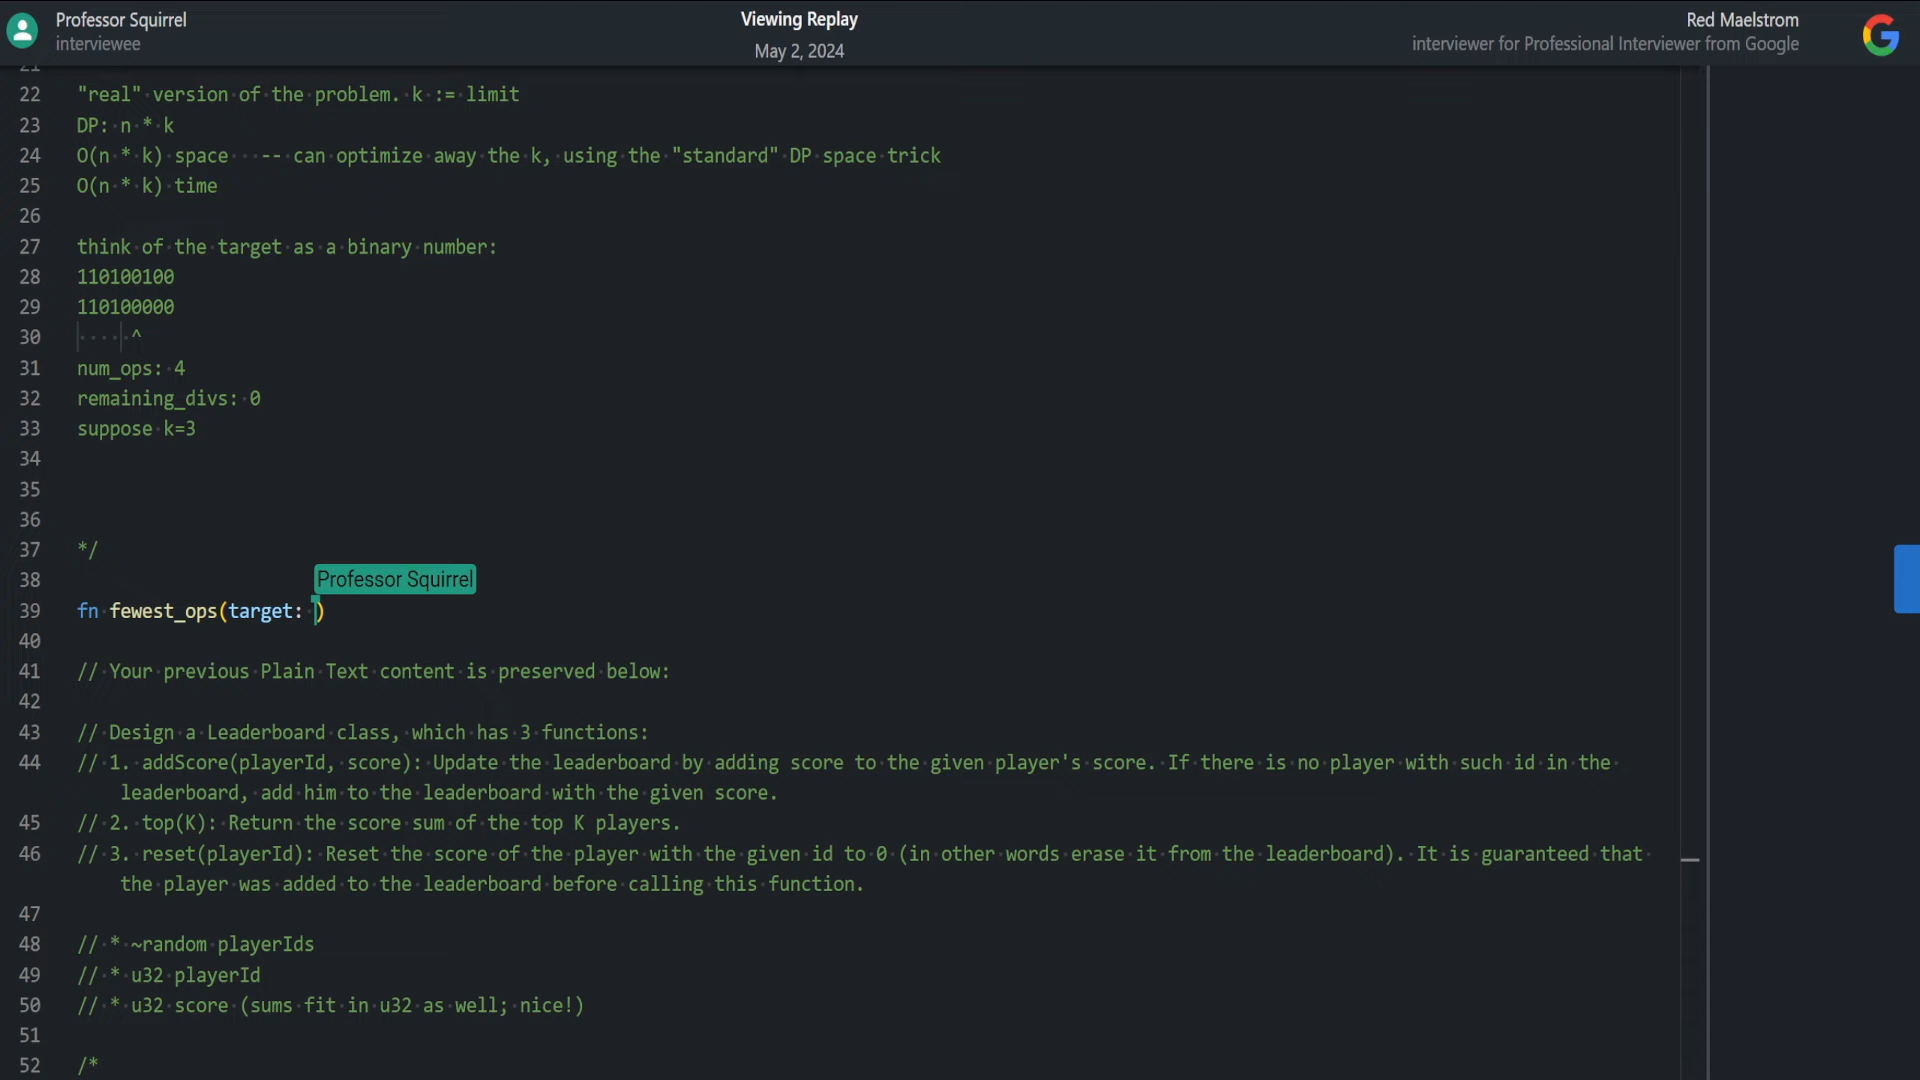 Professor Squirrel
interviewee
Viewing Replay
May 2, 2024
Red Maelstrom
interviewer for Professional Interviewer from Google
21
22 "real" version of the problem. k := limit
23 DP: n * k
24 O(n * k) space -- can optimize away the k, using the "standard" DP space trick
25 O(n * k) time
26
27 think of the target as a binary number:
28 110100100
29 110100000
30 ^
31 num_ops: 4
32 remaining_divs: 0
33 suppose k=3
34
35
36
37 */
Professor Squirrel
38
39 fn fewest_ops(target: )
40
41 // Your previous Plain Text content is preserved below:
42
43 // Design a Leaderboard class, which has 3 functions:
44 // 1. addScore(playerId, score): Update the leaderboard by adding score to the given player's score. If there is no player with such id in the
leaderboard, add him to the leaderboard with the given score.
45 // 2. top(K): Return the score sum of the top K players.
46 // 3. reset(playerId): Reset the score of the player with the given id to 0 (in other words erase it from the leaderboard). It is guaranteed that
the player was added to the leaderboard before calling this function.
47
48 // * ~random playerIds
49 // * u32 playerId
50 // * u32 score (sums fit in u32 as well; nice!)
51
52 /*